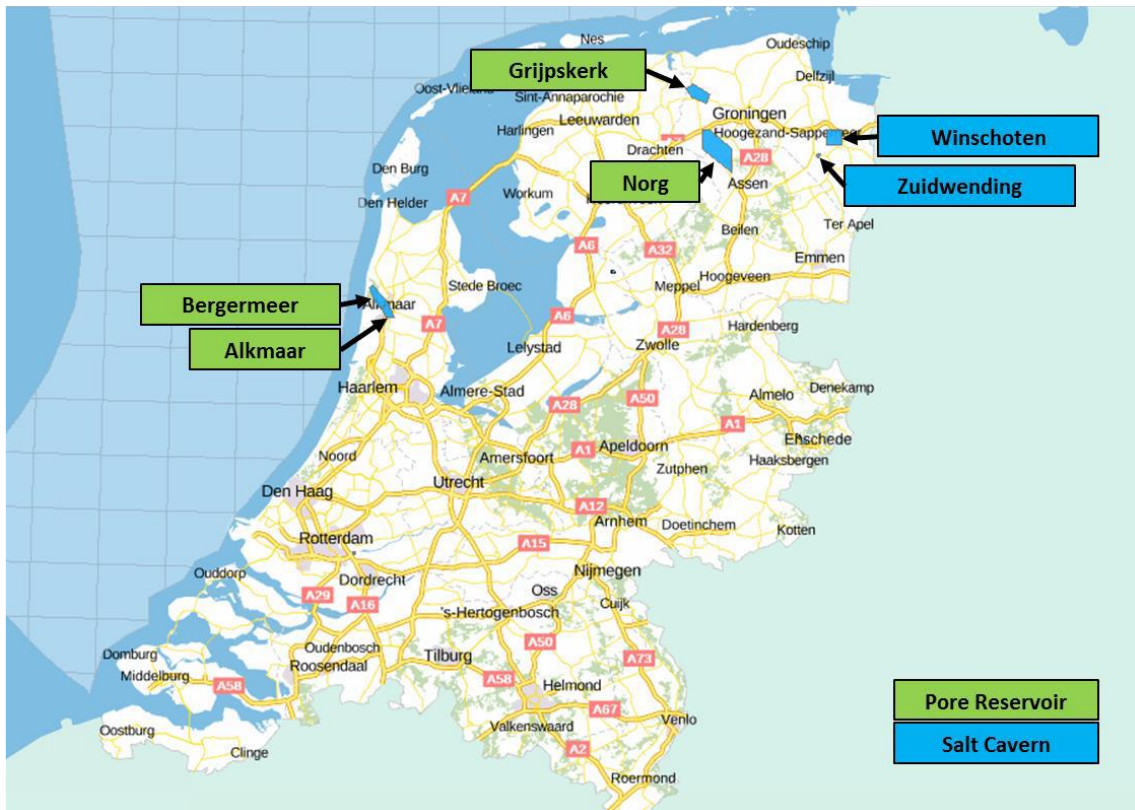 Nes
Oudeschip
Grijpskerk
Delfzijl
Oost-Vlieland
Sint-Annaparochie
Groningen
Leeuwarden
Harlingen
Hoogezand-Sappemeer
Winschoten
Drachten
Den Burg
A28
Zuidwending
Norg
Assen
A7
Workum
Den Helder
Ter Apel
Beilen
A6
A32
Emmen
Hoogeveen
Stede Broec
Meppel
Bergermeer
Alkmaar
A7
A6
A28
Hardenberg
Alkmaar
Lelystad
Zwolle
Haarlem
Almere-Stad
Denekamp
Almelo
A28
A50
A1
Enschede
Apeldoorn
A1
Noord
Amersfoort
Haaksbergen
Zutphen
Utrecht
Den Haag
A12
Arnhem
Doetinchem
Kotten
Rotterdam
A15
Nijmegen
Ouddorp
Dordrecht
A29
Oss
A16
Cuijk
's-Hertogenbosch
A50
Oudenbosch
Domburg
Tilburg
A73
Roosendaal
Middelburg
A58
A58
Helmond
Pore Reservoir
A67
Venlo
Oostburg
Valkenswaard
Salt Cavern
Clinge
A2
Roermond